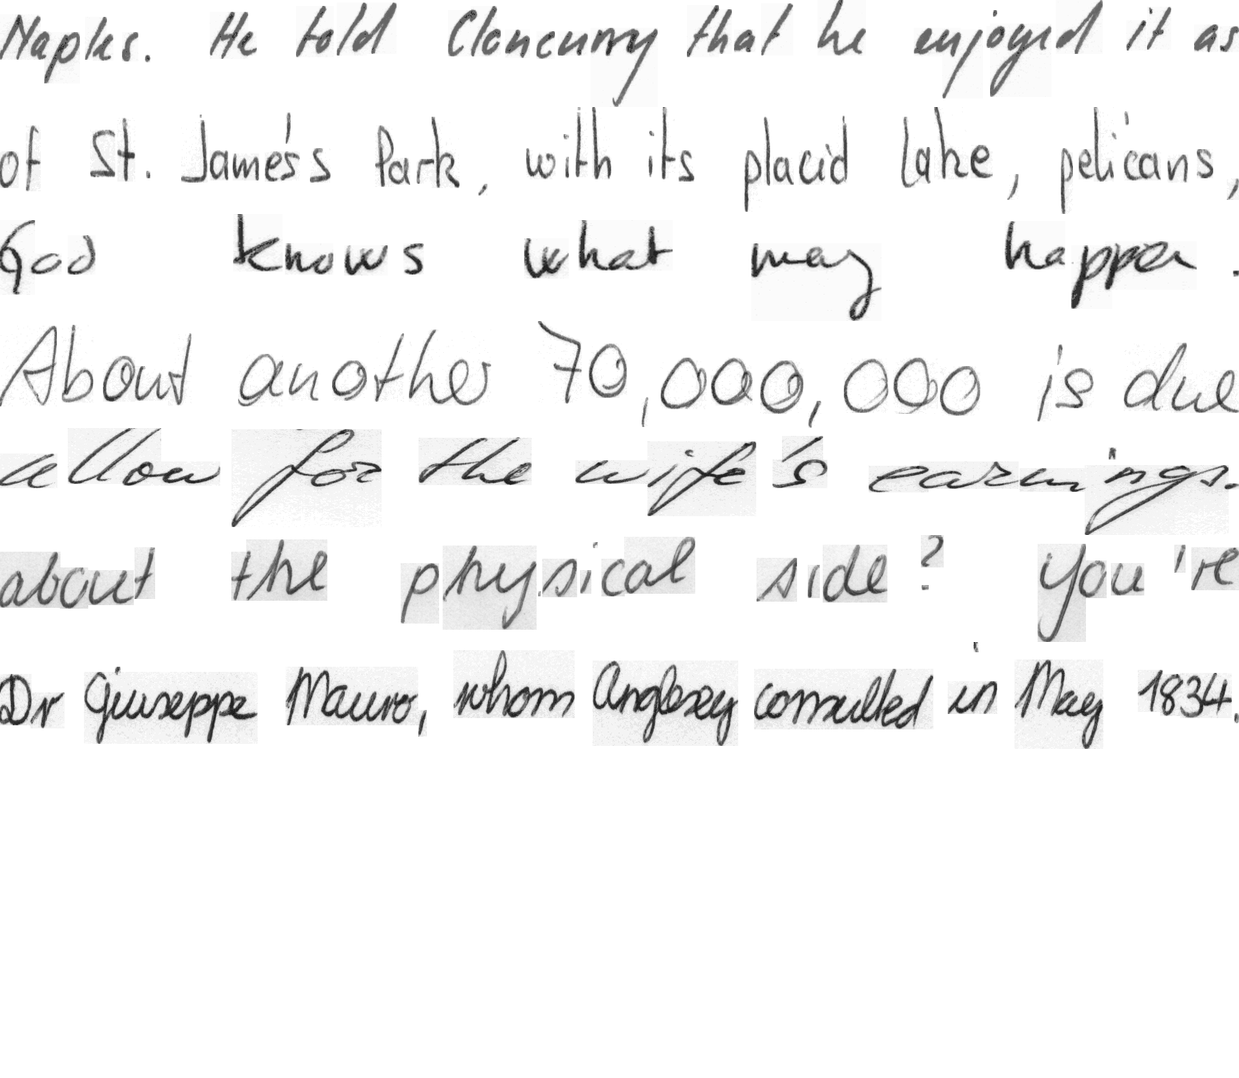 Naples. He told Cloncurry that he enjoyed it as
of St. James's Park, with its placid lake, pelicans,
God knows what may happen.
About another 70,000,000 is due
allow for the wife's earnings.
about the physical side? You're
Dr Giuseppe Mauro, whom Anglesey consulted in May 1834.